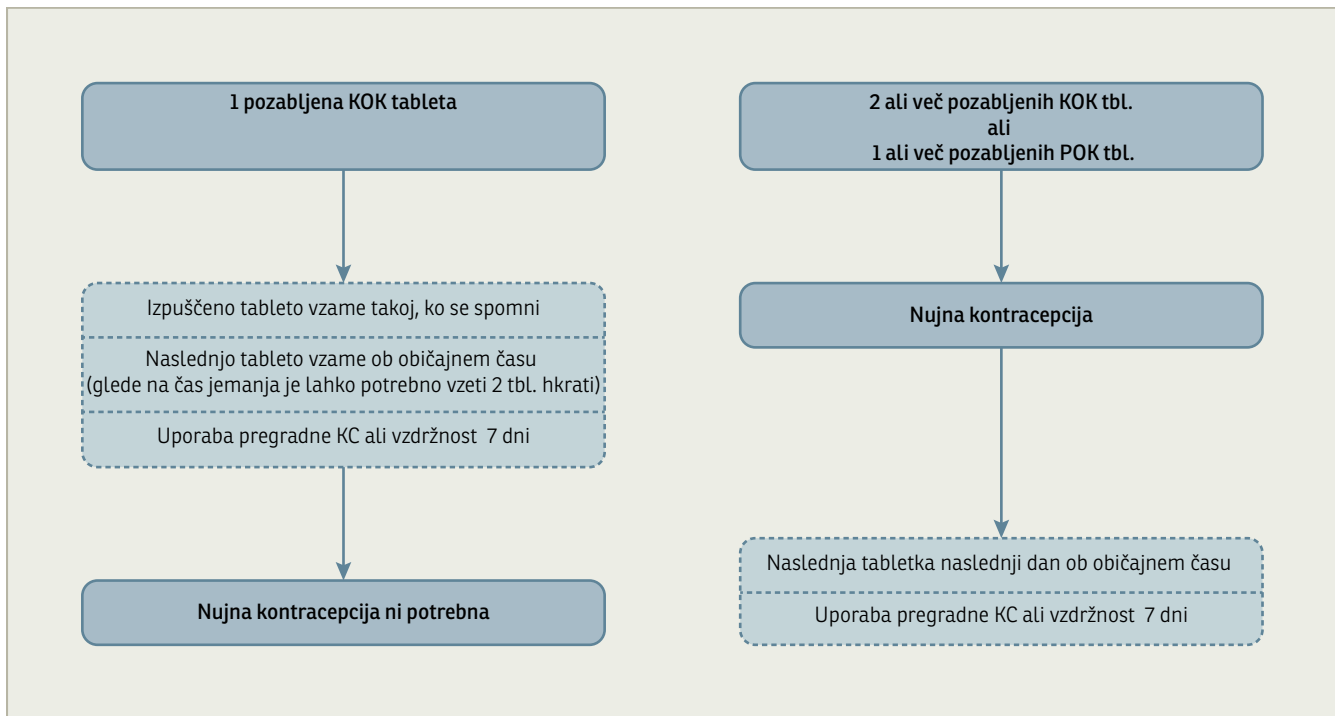 1 pozabljena KOK tableta
Izpuščeno tableto vzame takoj, ko se spomni
Naslednjo tableto vzame ob običajnem času
(glede na čas jemanja je lahko potrebno vzeti 2 tbl. hkrati)
Uporaba pregradne KC ali vzdržnost 7 dni
Nujna kontracepcija ni potrebna
2 ali več pozabljenih KOK tbl.
ali
1 ali več pozabljenih POK tbl.
Nujna kontracepcija
Naslednja tabletka naslednji dan ob običajnem času
Uporaba pregradne KC ali vzdržnost 7 dni